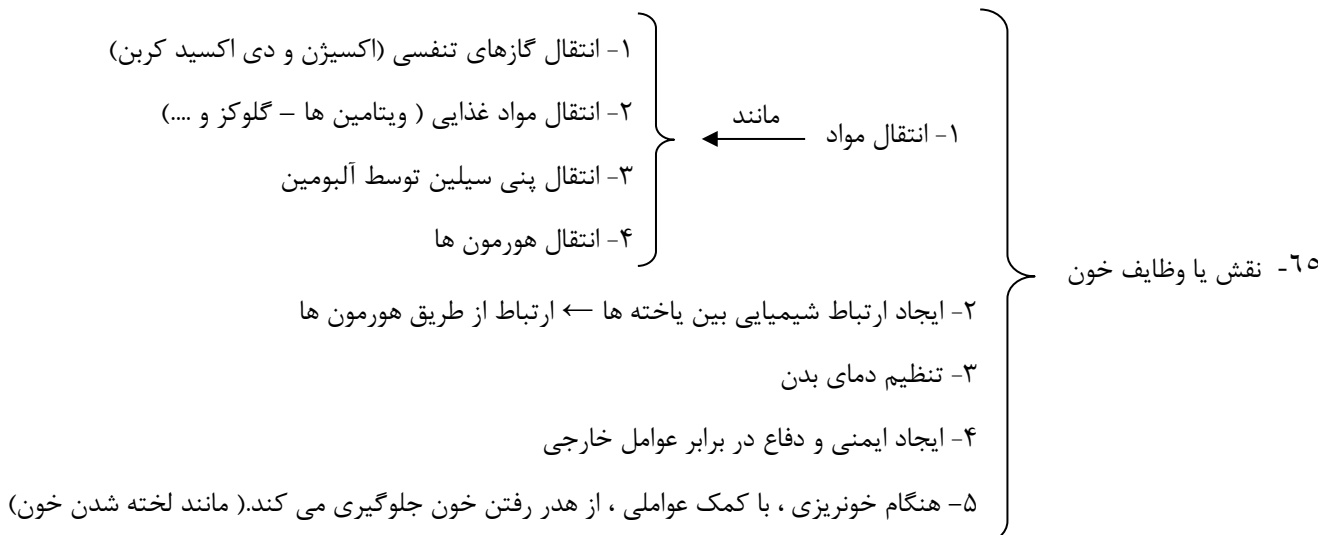 ٦٥- نقش یا وظایف خون
۱- انتقال مواد
مانند
۱- انتقال گازهای تنفسی (اکسیژن و دی اکسید کربن)
۲- انتقال مواد غذایی ( ویتامین ها – گلوکز و ....)
۳- انتقال پنی سیلین توسط آلبومین
۴- انتقال هورمون ها
۲- ایجاد ارتباط شیمیایی بین یاخته ها ← ارتباط از طریق هورمون ها
۳- تنظیم دمای بدن
۴- ایجاد ایمنی و دفاع در برابر عوامل خارجی
۵- هنگام خونریزی ، با کمک عواملی ، از هدر رفتن خون جلوگیری می کند.( مانند لخته شدن خون)